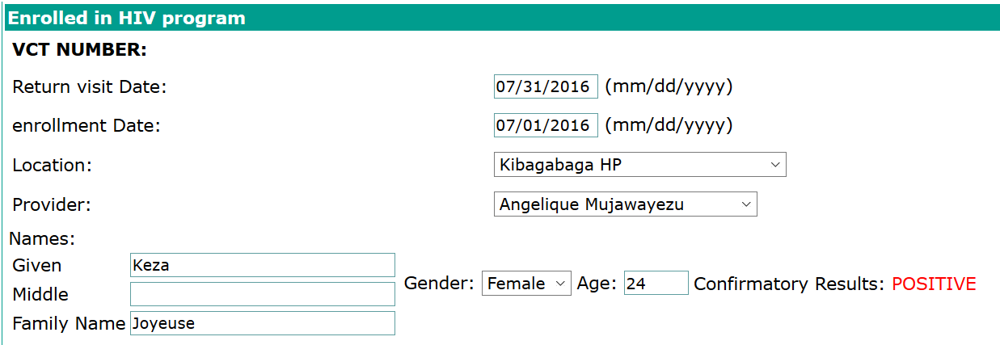 Enrolled in HIV program
VCT NUMBER:
Return visit Date: 07/31/2016 (mm/dd/yyyy)
enrollment Date: 07/01/2016 (mm/dd/yyyy)
Location: Kibagabaga HP
Provider: Angelique Mujawayezu
Names:
Given Keza
Middle
Family Name Joyeuse
Gender: Female Age: 24 Confirmatory Results: POSITIVE